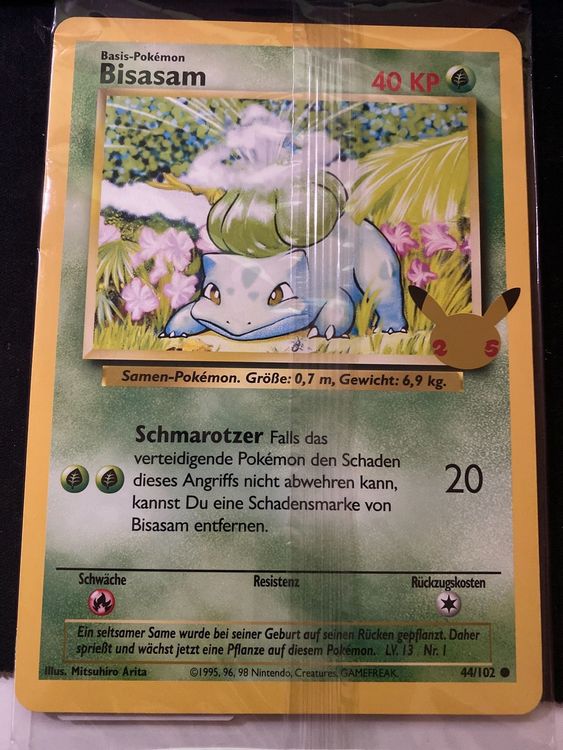 Basis-Pokémon
Bisasam
40 KP
25
Samen-Pokémon. Größe: 0,7 m, Gewicht: 6,9 kg.
Schmarotzer Falls das
verteidigende Pokémon den Schaden
dieses Angriffs nicht abwehren kann,
kannst Du eine Schadensmarke von
Bisasam entfernen.
20
Schwäche Resistenz Rückzugskosten
Ein seltsamer Same wurde bei seiner Geburt auf seinen Rücken gepflanzt. Daher
sprießt und wächst jetzt eine Pflanze auf diesem Pokémon. LV. 13 Nr. 1
Illus. Mitsuhiro Arita ©1995, 96, 98 Nintendo, Creatures, GAMEFREAK. 44/102